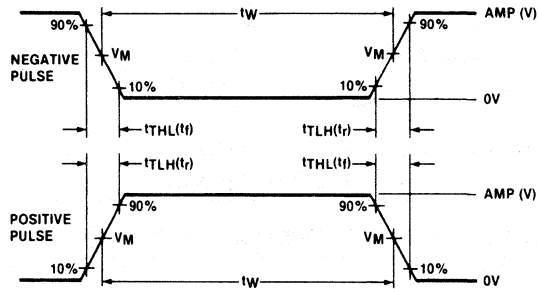 tW
AMP (V)
90%
90%
NEGATIVE
PULSE
VM
VM
10%
10%
0V
tTHL(tf)
tTLH(tr)
tTLH(tr)
tTHL(tf)
AMP (V)
90%
90%
POSITIVE
PULSE
VM
VM
10%
10%
tW
0V